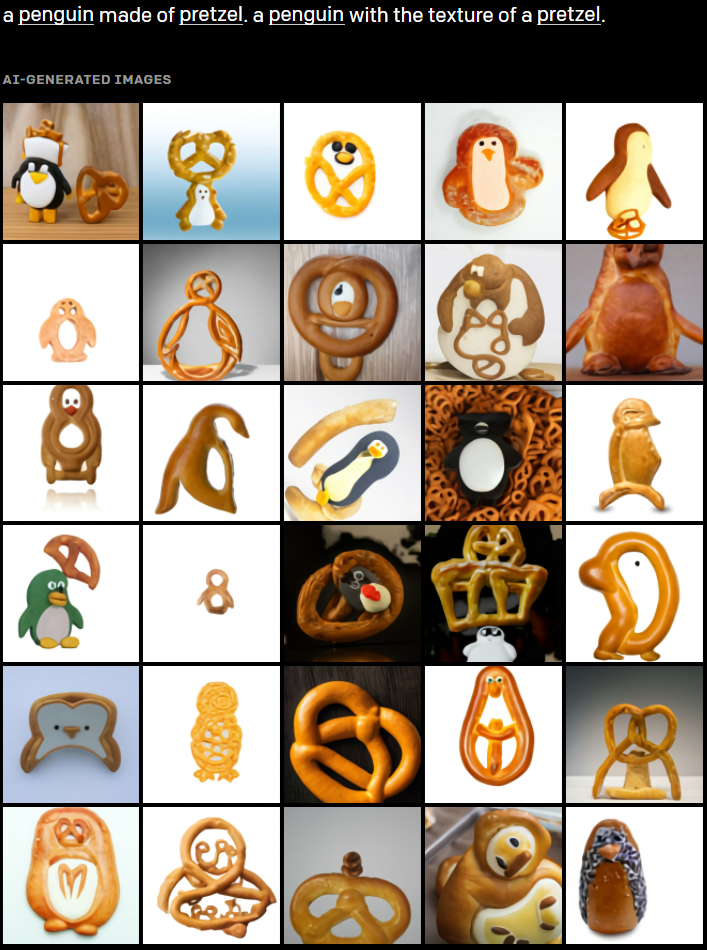 a penguin made of pretzel. a penguin with the texture of a pretzel.
AI-GENERATED IMAGES